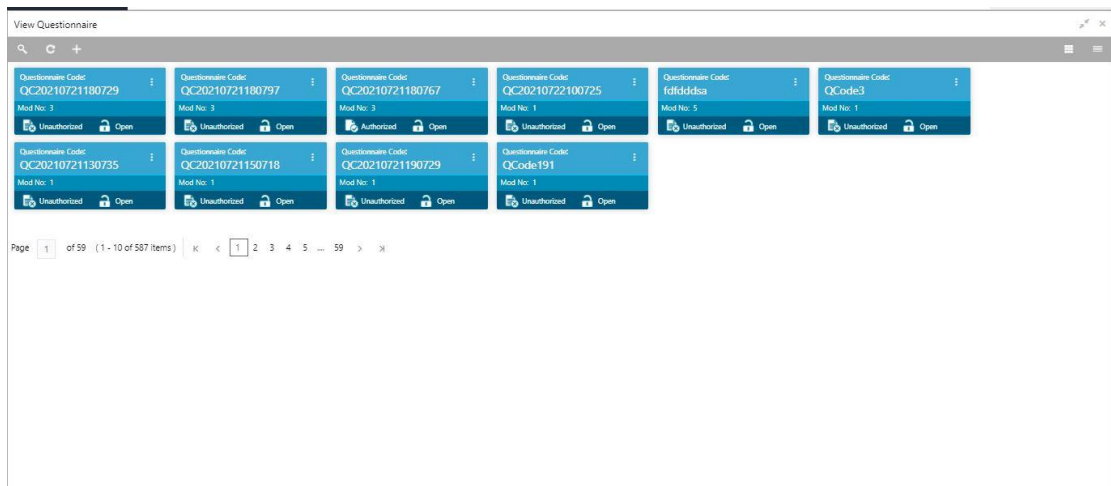 View Questionnaire
Questionnaire Code:
QC20210721180729
Mod No: 3
Unauthorized Open
Questionnaire Code:
QC20210721180797
Mod No: 3
Unauthorized Open
Questionnaire Code:
QC20210721180767
Mod No: 3
Authorized Open
Questionnaire Code:
QC20210722100725
Mod No: 1
Unauthorized Open
Questionnaire Code:
fdfdddsa
Mod No: 5
Unauthorized Open
Questionnaire Code:
QCode3
Mod No: 1
Unauthorized Open
Questionnaire Code:
QC20210721130735
Mod No: 1
Unauthorized Open
Questionnaire Code:
QC20210721150718
Mod No: 1
Unauthorized Open
Questionnaire Code:
QC20210721190729
Mod No: 1
Unauthorized Open
Questionnaire Code:
QCode191
Mod No: 1
Unauthorized Open
Page 1 of 59 (1 - 10 of 587 items) 1 2 3 4 5 ... 59